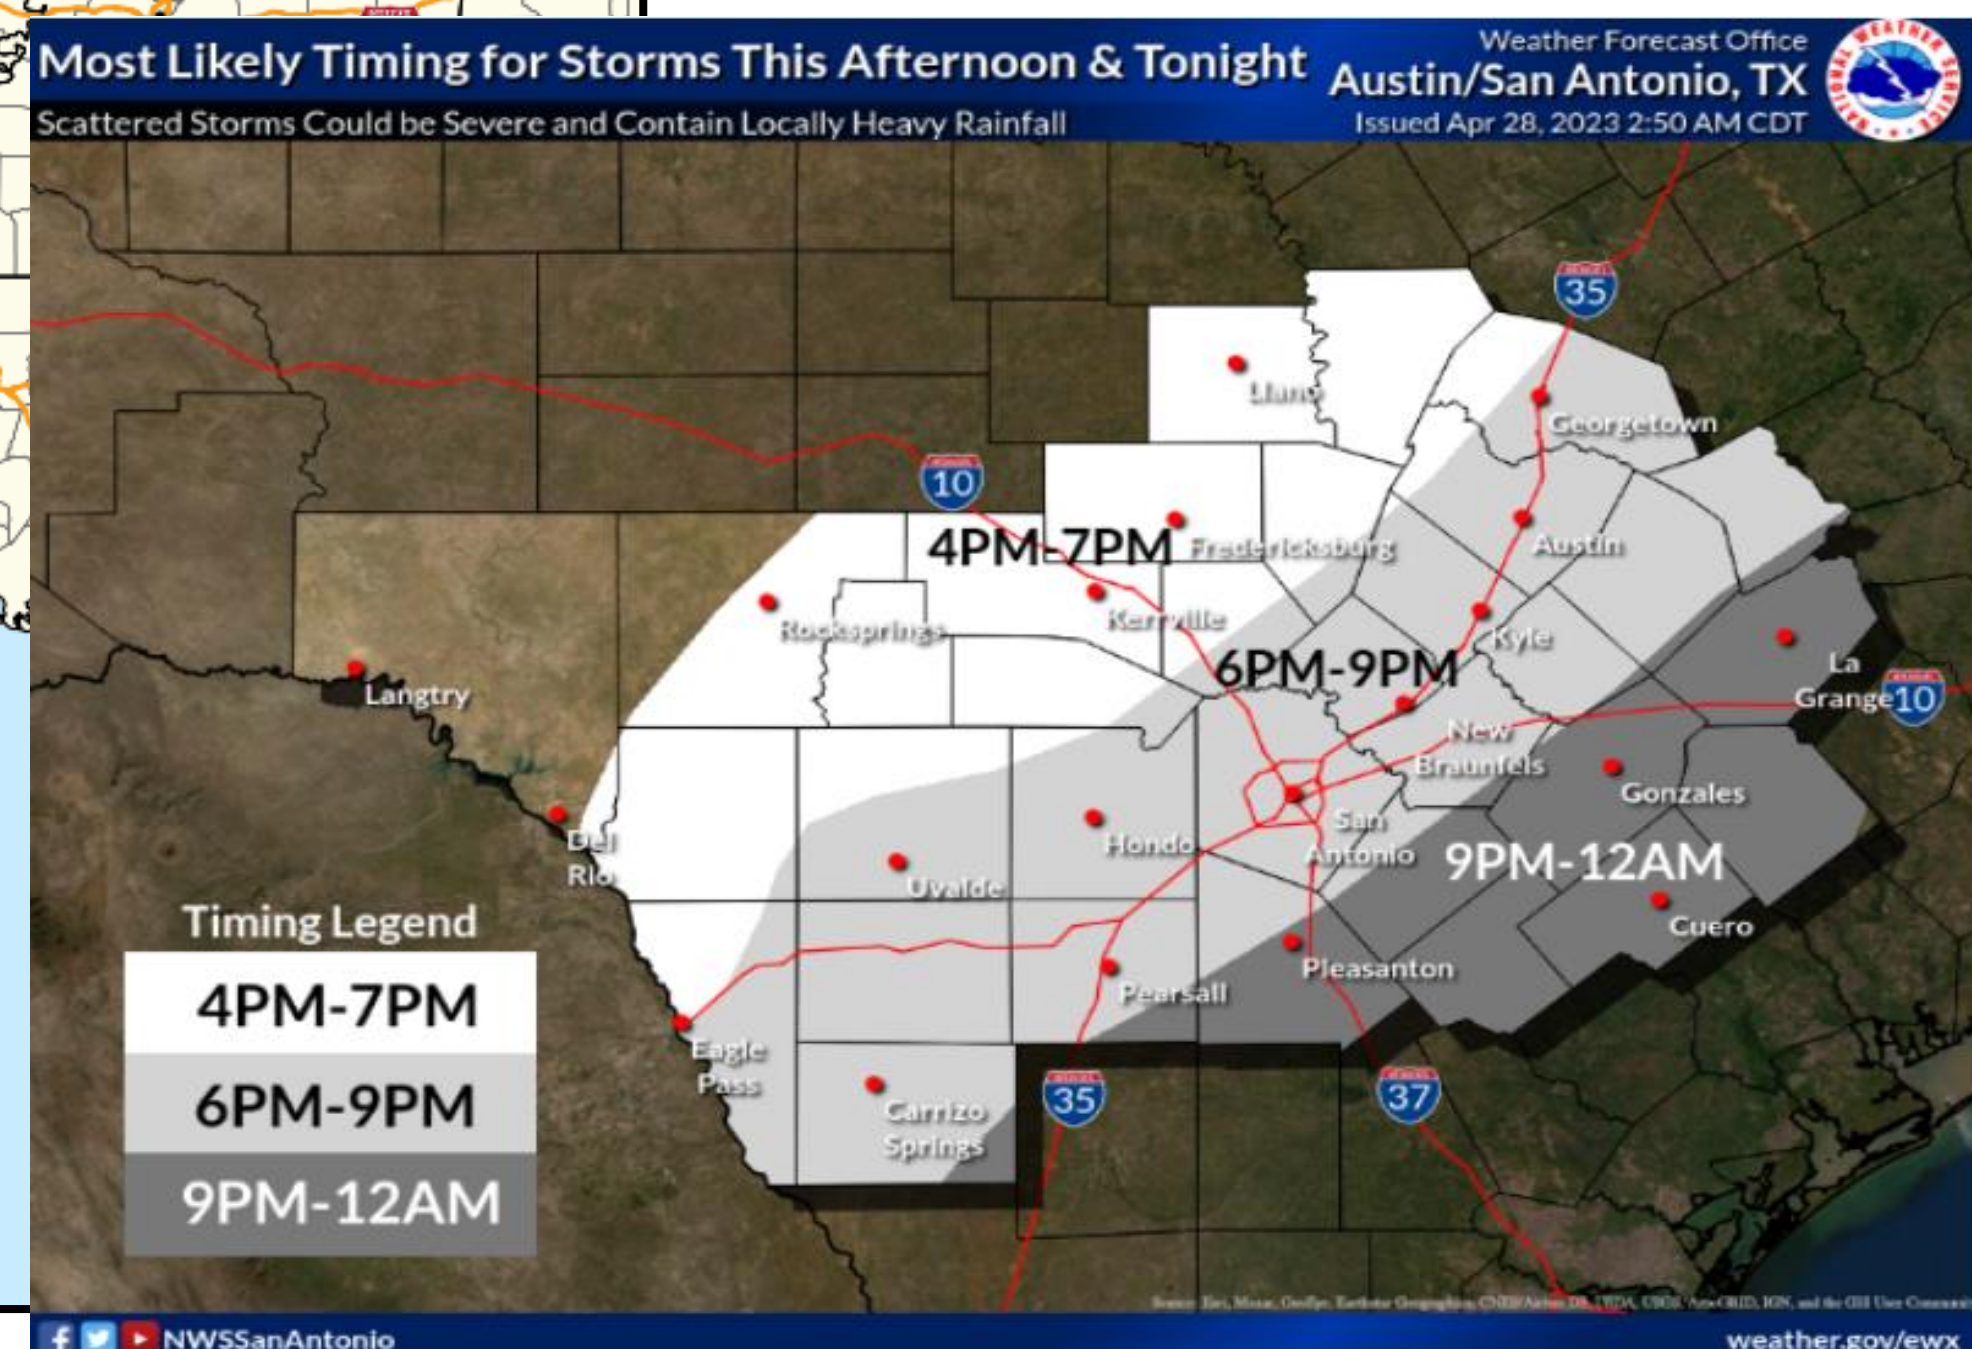 Most Likely Timing for Storms This Afternoon & Tonight
Scattered Storms Could be Severe and Contain Locally Heavy Rainfall
Weather Forecast Office
Austin/San Antonio, TX
Issued Apr 28, 2023 2:50 AM CDT
NATIONAL WEATHER SERVICE
35
Llano
Georgetown
10
4PM-7PM
Fredericksburg
Austin
Rocksprings
Kerrville
Kyle
6PM-9PM
Langtry
La
Grange
10
New
Braunfels
Gonzales
San
Antonio
Hondo
Del
Rio
Uvalde
9PM-12AM
Cuero
Pleasanton
Pearsall
Eagle
Pass
Carrizo
Springs
35
37
Timing Legend
4PM-7PM
6PM-9PM
9PM-12AM
NWSSanAntonio
weather.gov/ewx